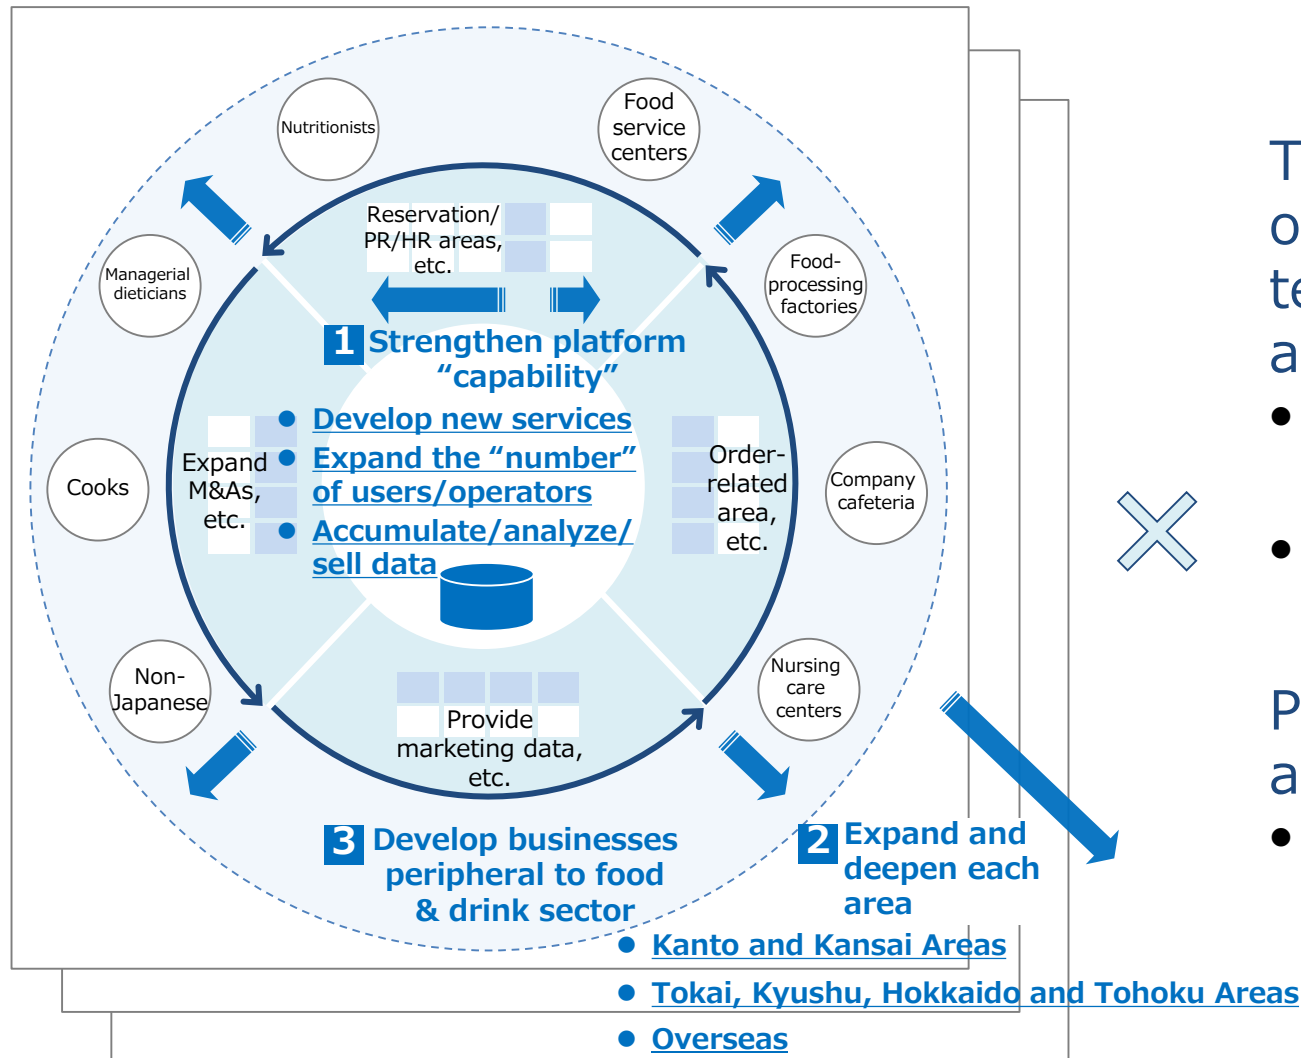 Nutritionists
Food
service
centers
Reservation/
PR/HR areas,
etc.
Managerial
dieticians
Food-
processing
factories
1 Strengthen platform
“capability”
● Develop new services
● Expand the “number”
of users/operators
● Accumulate/analyze/
sell data
Cooks
Expand
M&As,
etc.
Order-
related
area,
etc.
Company
cafeteria
Non-
Japanese
Nursing
care
centers
Provide
marketing data,
etc.
3 Develop businesses
peripheral to food
& drink sector
2 Expand and
deepen each
area
● Kanto and Kansai Areas
● Tokai, Kyushu, Hokkaido and Tohoku Areas
● Overseas